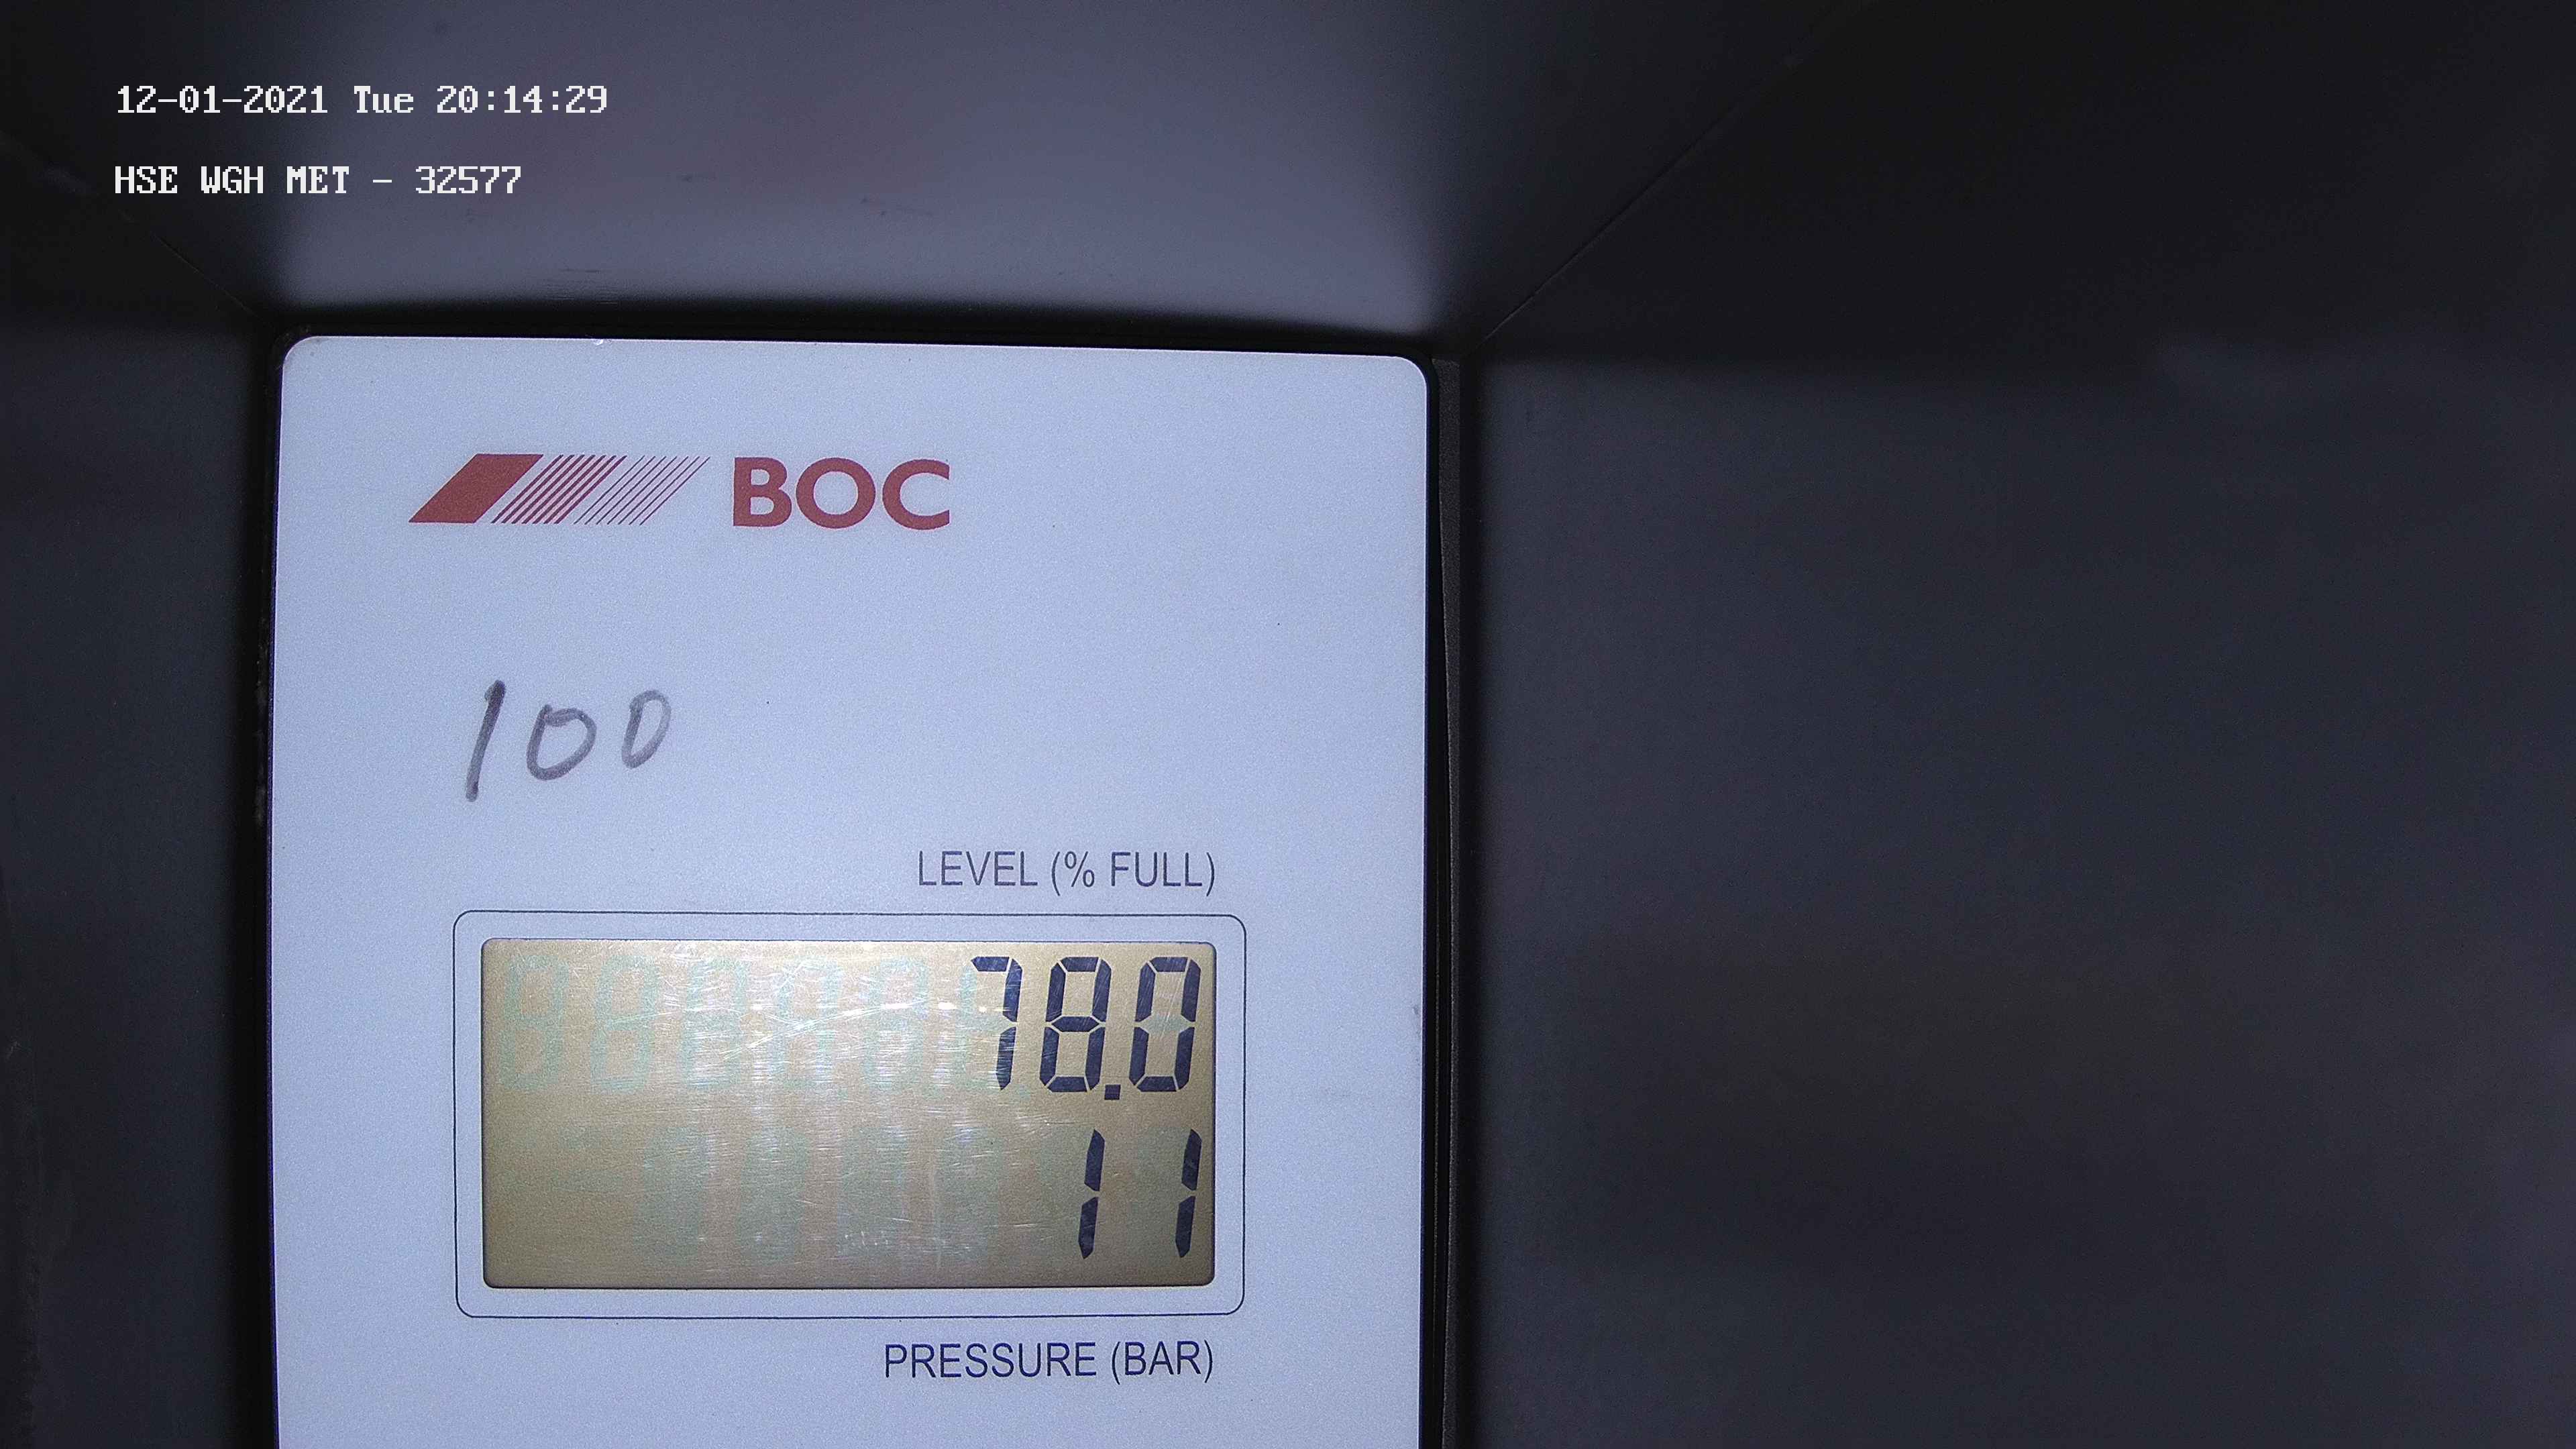 12-01-2021 Tue 20:14:29
HSE WGH MET - 32577
BOC
100
LEVEL (% FULL)
78.0
11
PRESSURE (BAR)